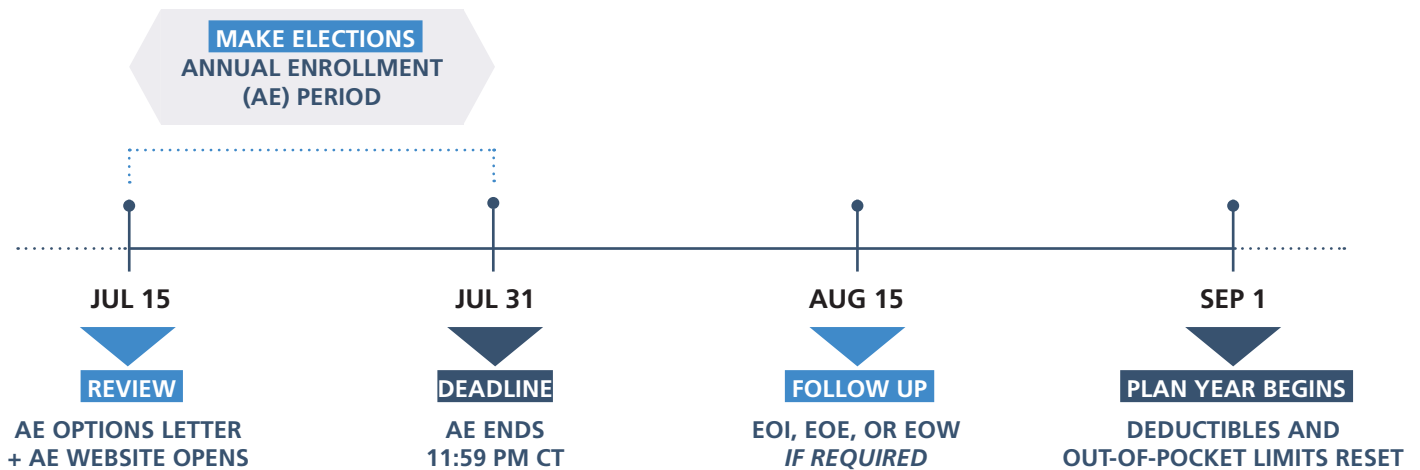 MAKE ELECTIONS
ANNUAL ENROLLMENT
(AE) PERIOD
JUL 15
REVIEW
AE OPTIONS LETTER
+ AE WEBSITE OPENS
JUL 31
DEADLINE
AE ENDS
11:59 PM CT
AUG 15
FOLLOW UP
EOI, EOE, OR EOW
IF REQUIRED
SEP 1
PLAN YEAR BEGINS
DEDUCTIBLES AND
OUT-OF-POCKET LIMITS RESET